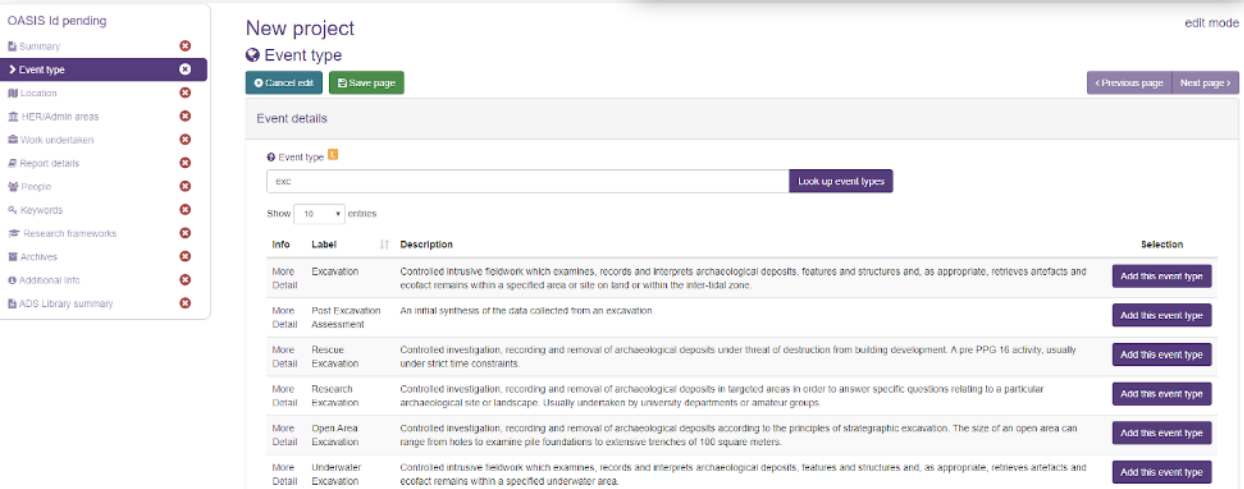 OASIS Id pending
Summary
Event type
Location
HER/Admin areas
Work undertaken
Report details
People
Keywords
Research frameworks
Archives
Additional info
ADS Library summary
New project
edit mode
Event type
Cancel edit
Save page
Previous page
Next page
Event details
Event type L
exc
Look up event types
Show 10 entries
Info Label Description Selection
More Detail
Excavation
Controlled intrusive fieldwork which examines, records and interprets archaeological deposits, features and structures and, as appropriate, retrieves artefacts and
ecofact remains within a specified area or site on land or within the inter-tidal zone.
Add this event type
More Detail
Post Excavation
Assessment
An initial synthesis of the data collected from an excavation.
Add this event type
More Detail
Rescue
Excavation
Controlled investigation, recording and removal of archaeological deposits under threat of destruction from building development. A pre PPG 16 activity, usually
under strict time constraints.
Add this event type
More Detail
Research
Excavation
Controlled investigation, recording and removal of archaeological deposits in targeted areas in order to answer specific questions relating to a particular
archaeological site or landscape. Usually undertaken by university departments or amateur groups.
Add this event type
More Detail
Open Area
Excavation
Controlled investigation, recording and removal of archaeological deposits according to the principles of strategraphic excavation. The size of an open area can
range from holes to examine pile foundations to extensive trenches of 100 square meters.
Add this event type
More Detail
Underwater
Excavation
Controlled intrusive fieldwork which examines, records and interprets archaeological deposits, features and structures and, as appropriate, retrieves artefacts and
ecofact remains within a specified underwater area.
Add this event type